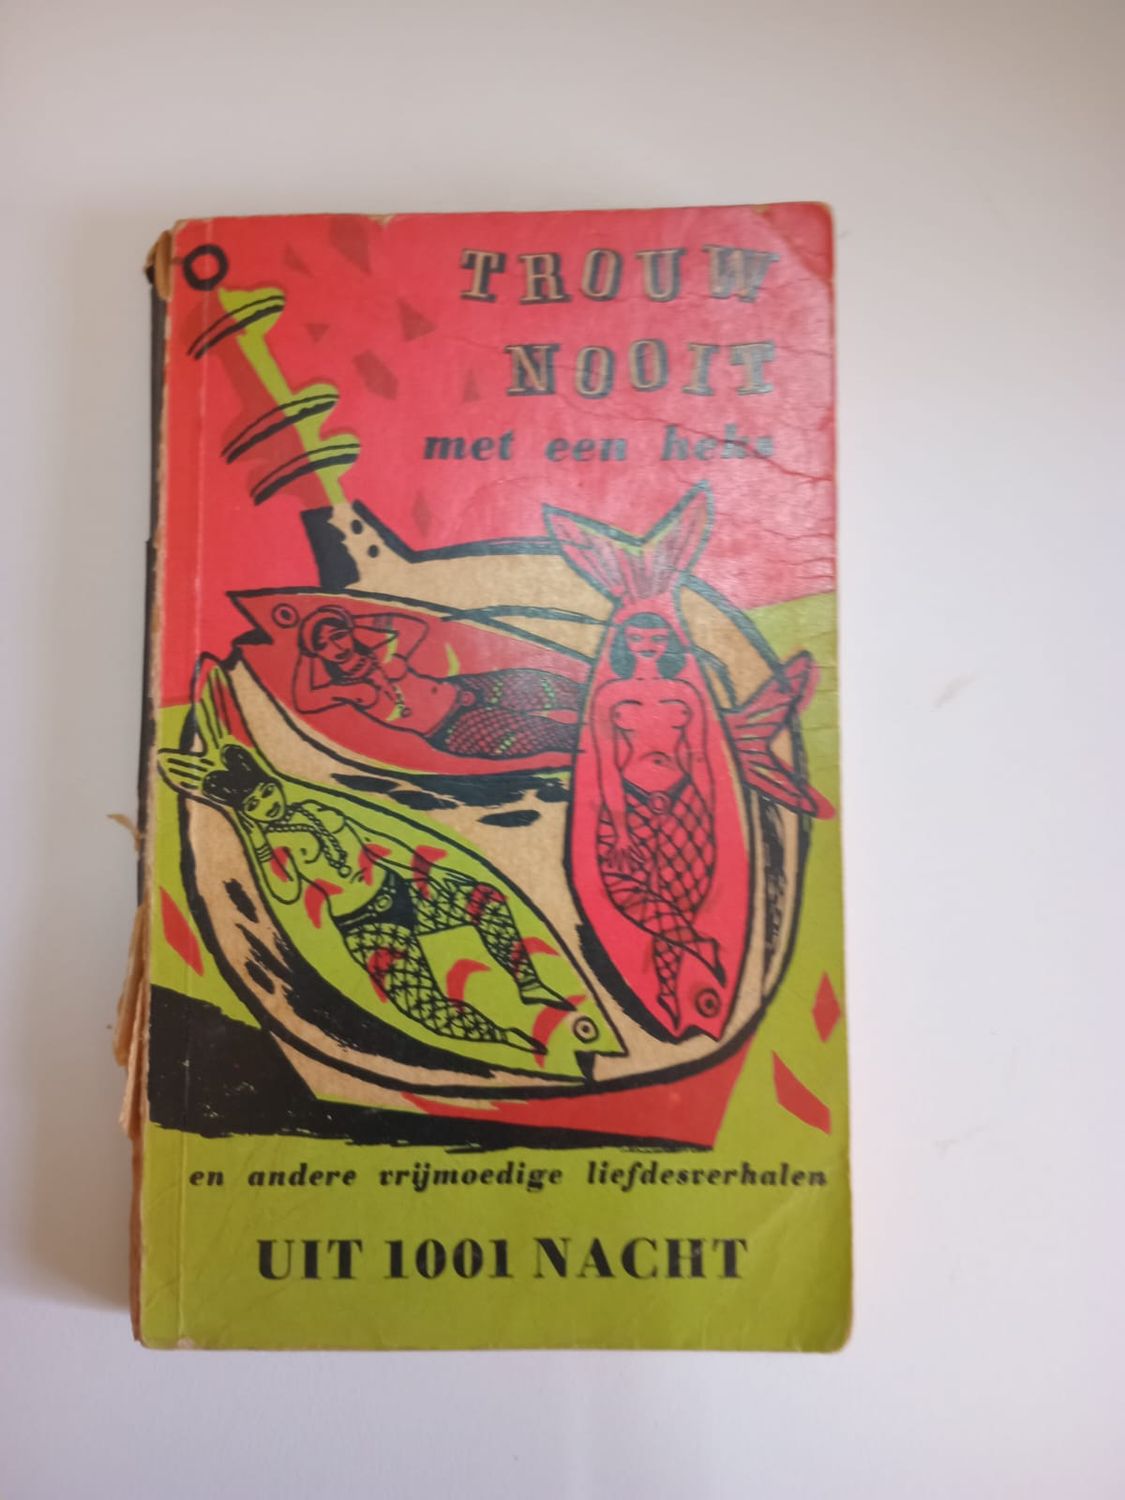 TROUW
NOOIT
met een heks
en andere vrijmoedige liefdesverhalen
UIT 1001 NACHT